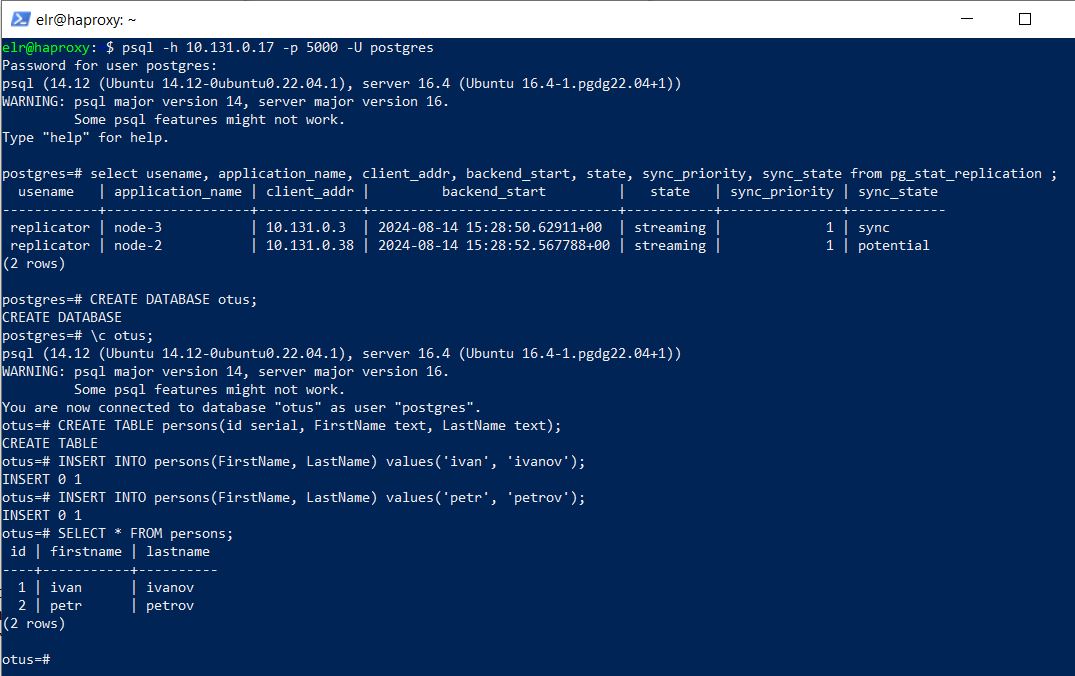 elr@haproxy: ~
elr@haproxy: $ psql -h 10.131.0.17 -p 5000 -U postgres
Password for user postgres:
psql (14.12 (Ubuntu 14.12-0ubuntu0.22.04.1), server 16.4 (Ubuntu 16.4-1.pgdg22.04+1))
WARNING: psql major version 14, server major version 16.
         Some psql features might not work.
Type "help" for help.

postgres=# select usename, application_name, client_addr, backend_start, state, sync_priority, sync_state from pg_stat_replication ;
  usename   | application_name | client_addr |         backend_start         |   state   | sync_priority | sync_state
------------+------------------+-------------+-------------------------------+-----------+---------------+------------
 replicator | node-3           | 10.131.0.3  | 2024-08-14 15:28:50.62911+00  | streaming |             1 | sync
 replicator | node-2           | 10.131.0.38 | 2024-08-14 15:28:52.567788+00 | streaming |             1 | potential
(2 rows)

postgres=# CREATE DATABASE otus;
CREATE DATABASE
postgres=# \c otus;
psql (14.12 (Ubuntu 14.12-0ubuntu0.22.04.1), server 16.4 (Ubuntu 16.4-1.pgdg22.04+1))
WARNING: psql major version 14, server major version 16.
         Some psql features might not work.
You are now connected to database "otus" as user "postgres".
otus=# CREATE TABLE persons(id serial, FirstName text, LastName text);
CREATE TABLE
otus=# INSERT INTO persons(FirstName, LastName) values('ivan', 'ivanov');
INSERT 0 1
otus=# INSERT INTO persons(FirstName, LastName) values('petr', 'petrov');
INSERT 0 1
otus=# SELECT * FROM persons;
 id | firstname | lastname
----+-----------+----------
  1 | ivan      | ivanov
  2 | petr      | petrov
(2 rows)

otus=#